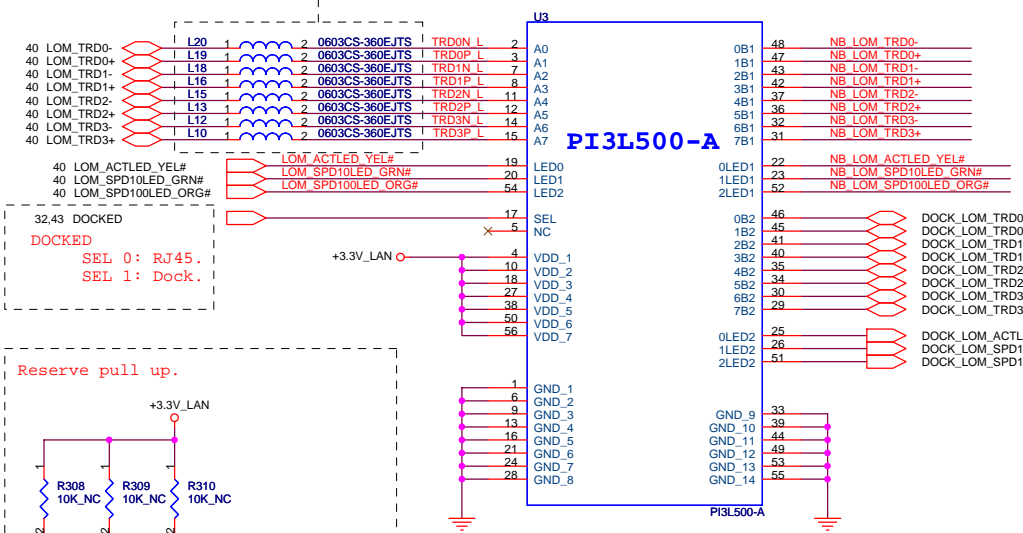 U3
40 LOM_TRD0- L20 1 2 0603CS-360EJTS TRD0N_L 2 A0 0B1 48 NB_LOM_TRD0-
40 LOM_TRD0+ L19 1 2 0603CS-360EJTS TRD0P_L 3 A1 1B1 47 NB_LOM_TRD0+
40 LOM_TRD1- L18 1 2 0603CS-360EJTS TRD1N_L 7 A2 2B1 43 NB_LOM_TRD1-
40 LOM_TRD1+ L16 1 2 0603CS-360EJTS TRD1P_L 8 A3 3B1 42 NB_LOM_TRD1+
40 LOM_TRD2- L15 1 2 0603CS-360EJTS TRD2N_L 11 A4 4B1 37 NB_LOM_TRD2-
40 LOM_TRD2+ L13 1 2 0603CS-360EJTS TRD2P_L 12 A5 5B1 36 NB_LOM_TRD2+
40 LOM_TRD3- L12 1 2 0603CS-360EJTS TRD3N_L 14 A6 6B1 32 NB_LOM_TRD3-
40 LOM_TRD3+ L10 1 2 0603CS-360EJTS TRD3P_L 15 A7 7B1 31 NB_LOM_TRD3+
PI3L500-A
40 LOM_ACTLED_YEL# LOM_ACTLED_YEL# 19 LED0 0LED1 22 NB_LOM_ACTLED_YEL#
40 LOM_SPD10LED_GRN# LOM_SPD10LED_GRN# 20 LED1 1LED1 23 NB_LOM_SPD10LED_GRN#
40 LOM_SPD100LED_ORG# LOM_SPD100LED_ORG# 54 LED2 2LED1 52 NB_LOM_SPD100LED_ORG#
32,43 DOCKED 17 SEL 0B2 46 DOCK_LOM_TRD0
5 NC 1B2 45 DOCK_LOM_TRD0
DOCKED 2B2 41 DOCK_LOM_TRD1
SEL 0: RJ45. +3.3V_LAN 4 VDD_1 3B2 40 DOCK_LOM_TRD1
10 VDD_2 4B2 35 DOCK_LOM_TRD2
SEL 1: Dock. 18 VDD_3 5B2 34 DOCK_LOM_TRD2
27 VDD_4 6B2 30 DOCK_LOM_TRD3
38 VDD_5 7B2 29 DOCK_LOM_TRD3
50 VDD_6
56 VDD_7 0LED2 25 DOCK_LOM_ACTL
1LED2 26 DOCK_LOM_SPD1
2LED2 51 DOCK_LOM_SPD1
Reserve pull up.
+3.3V_LAN
1 GND_1
6 GND_2
9 GND_3 GND_9 33
13 GND_4 GND_10 39
16 GND_5 GND_11 44
21 GND_6 GND_12 49
24 GND_7 GND_13 53
28 GND_8 GND_14 55
1 1 1
R308 R309 R310
10K_NC 10K_NC 10K_NC
2 2 2
PI3L500-A